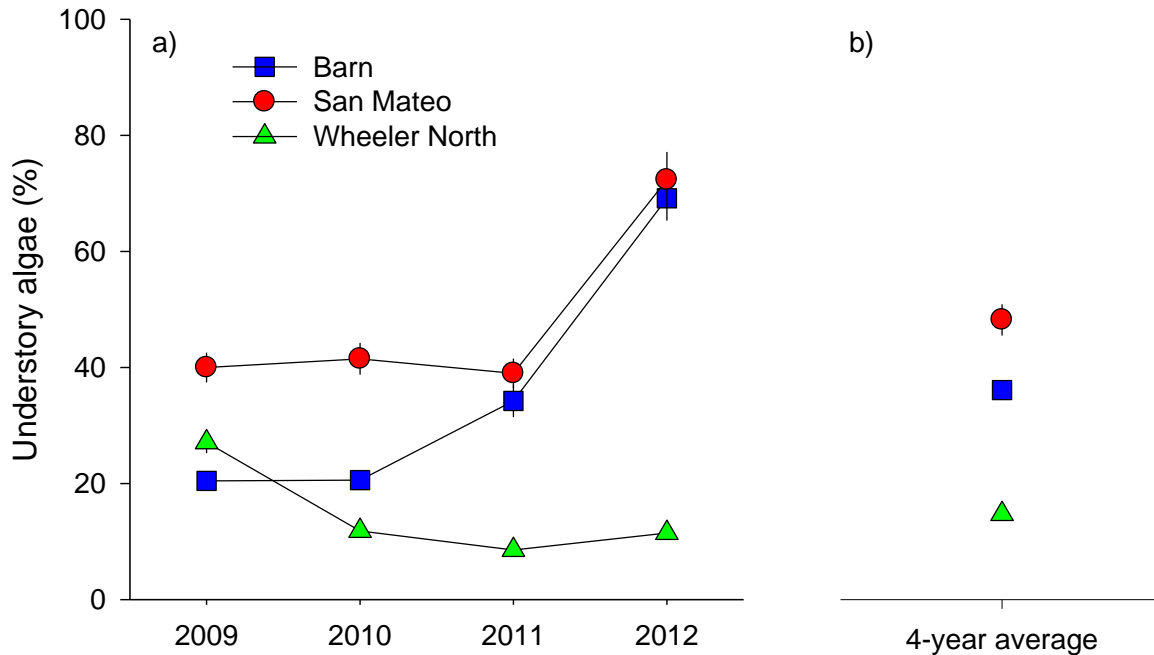 100
80
60
40
20
0
Understory algae (%)
a)
Barn
San Mateo
Wheeler North
2009 2010 2011 2012
b)
4-year average